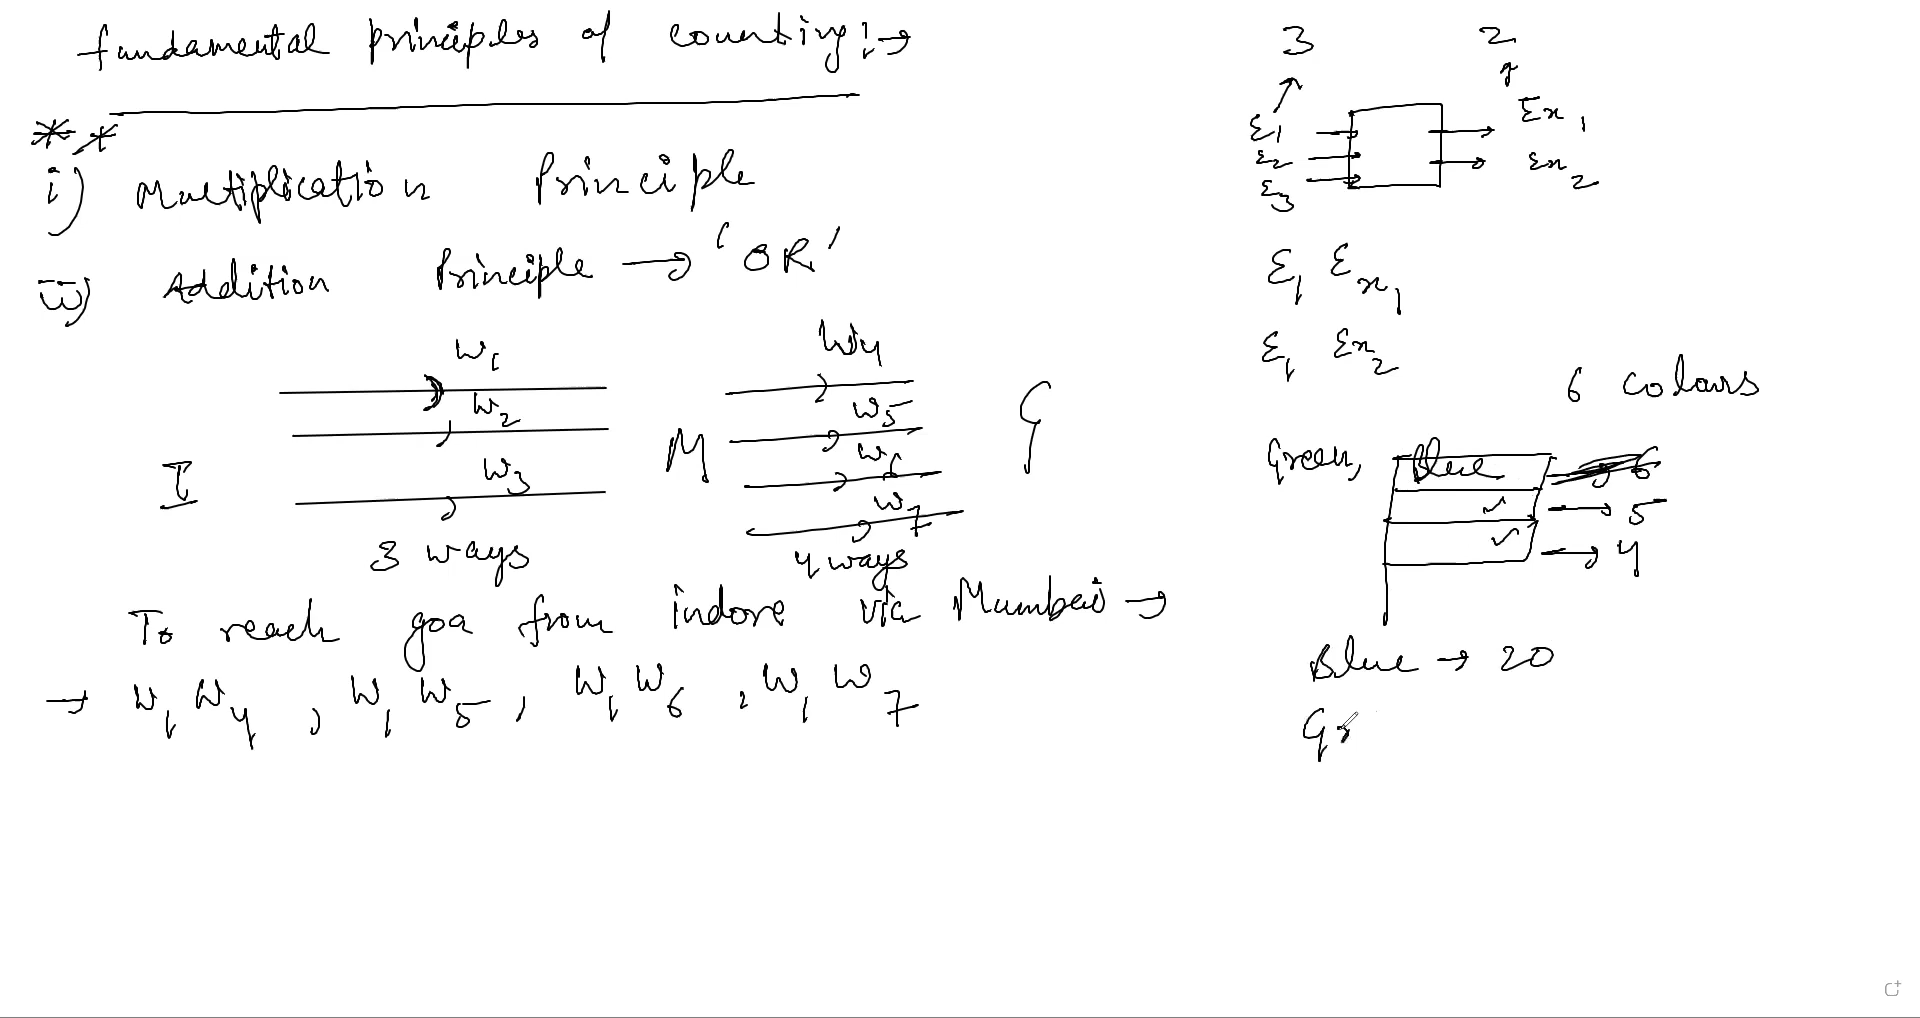 fundamental principles of counting :→
** 
i) Multiplication Principle
ii) Addition Principle → 'OR'
W1 W4
W2 W5
I M G
W3 W6
W7
3 ways 4 ways
To reach goa from indore via Mumbai →
→ W1 W4 , W1 W5 , W1 W6 , W1 W7
3 2
E1 Ex1
E2 Ex2
E3
E1 Ex1
E1 Ex2
6 colours
Green, Blue → 6
✓ → 5
✓ → 4
Blue → 20
Gr